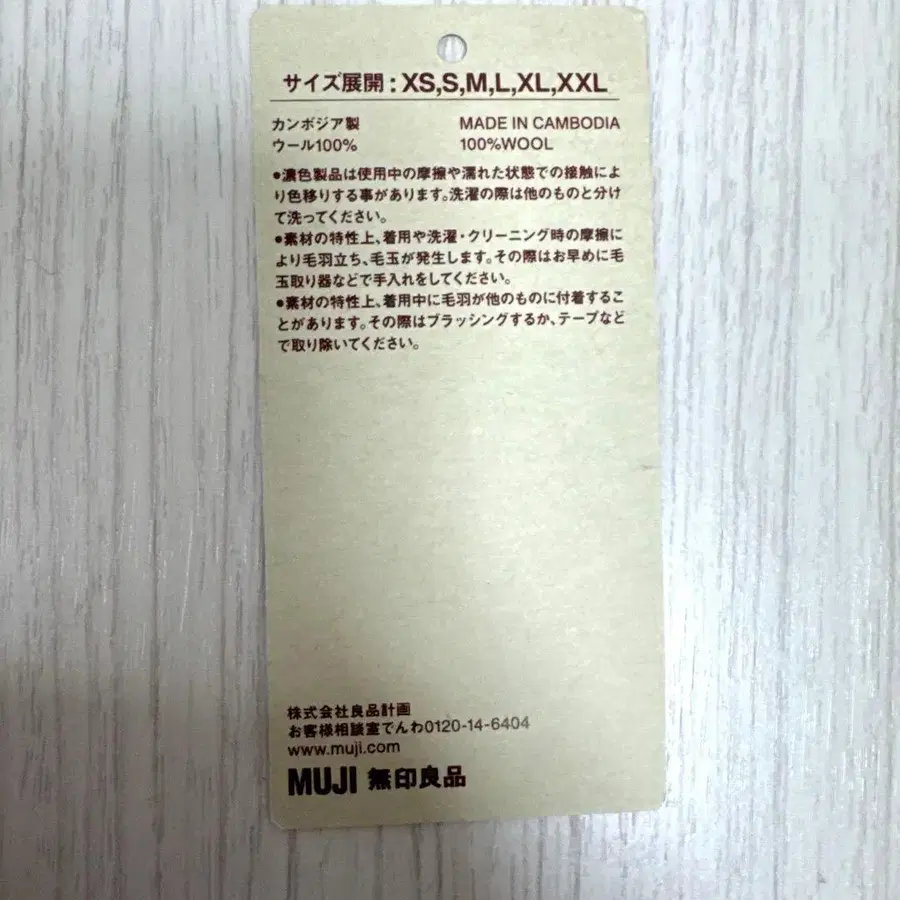 サイズ展開：XS,S,M,L,XL,XXL
カンボジア製 MADE IN CAMBODIA
ウール100% 100%WOOL
●濃色製品は使用中の摩擦や濡れた状態での接触によ
り色移りする事があります。洗濯の際は他のものと分け
て洗ってください。
●素材の特性上、着用や洗濯・クリーニング時の摩擦に
より毛羽立ち、毛玉が発生します。その際はお早めに毛
玉取り器などで手入れをしてください。
●素材の特性上、着用中に毛羽が他のものに付着するこ
とがあります。その際はブラッシングするか、テープなど
で取り除いてください。
株式会社良品計画
お客様相談室でんわ0120-14-6404
www.muji.com
MUJI 無印良品